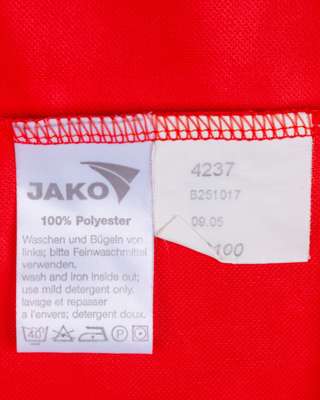 JAKO
100% Polyester
Waschen und Bügeln von
links; bitte Feinwaschmittel
verwenden.
wash and iron inside out;
use mild detergent only.
lavage et repasser
a l'envers; detergent doux.
40
P
4237
B251017
09.05
100